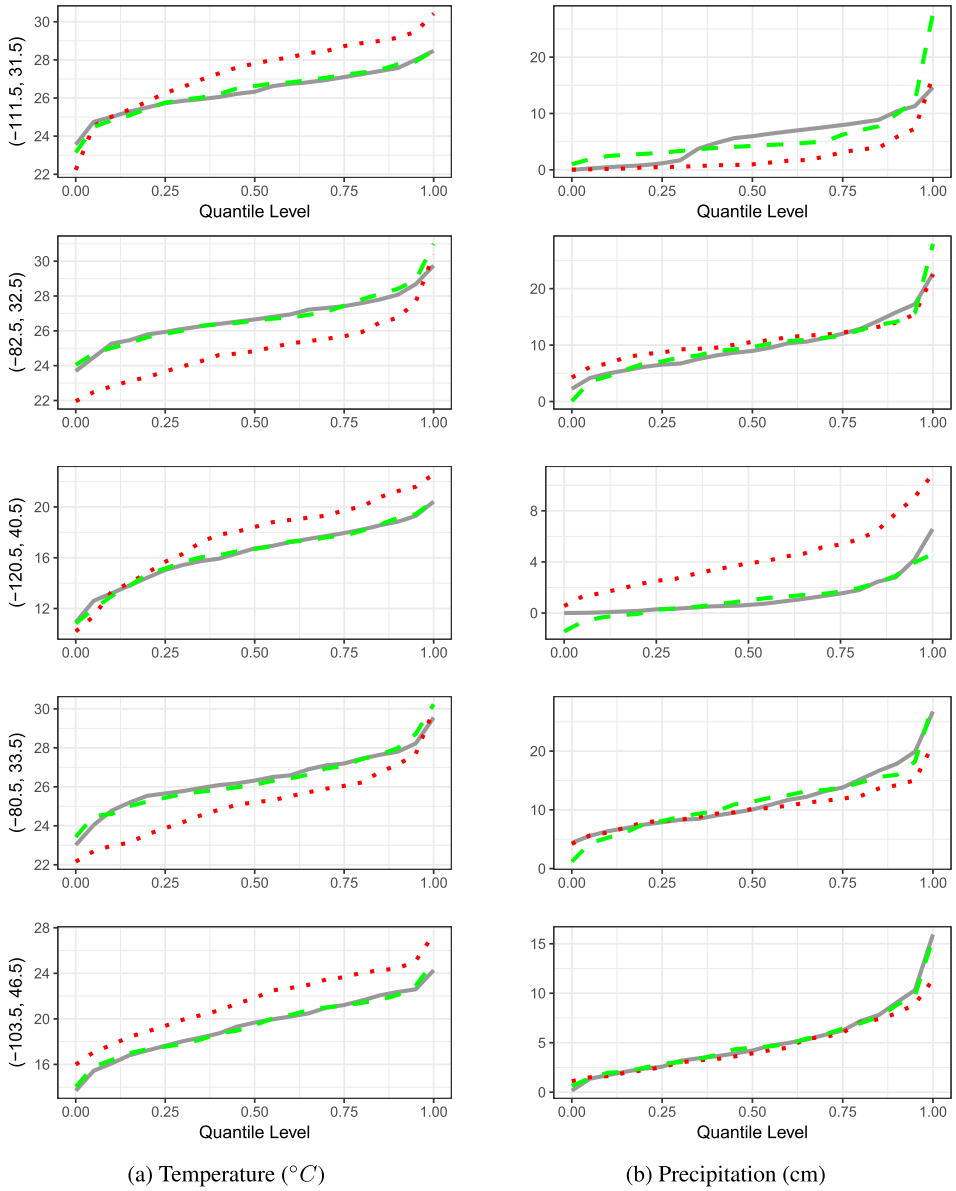 (−111.5, 31.5)
30
28
26
24
22
0.00 0.25 0.50 0.75 1.00
Quantile Level
20
10
0
0.00 0.25 0.50 0.75 1.00
Quantile Level
(−82.5, 32.5)
30
28
26
24
22
0.00 0.25 0.50 0.75 1.00
20
10
0
0.00 0.25 0.50 0.75 1.00
(−120.5, 40.5)
20
16
12
0.00 0.25 0.50 0.75 1.00
8
4
0
0.00 0.25 0.50 0.75 1.00
(−80.5, 33.5)
30
28
26
24
22
0.00 0.25 0.50 0.75 1.00
20
10
0
0.00 0.25 0.50 0.75 1.00
(−103.5, 46.5)
28
24
20
16
0.00 0.25 0.50 0.75 1.00
Quantile Level
15
10
5
0
0.00 0.25 0.50 0.75 1.00
Quantile Level
(a) Temperature (°C)
(b) Precipitation (cm)